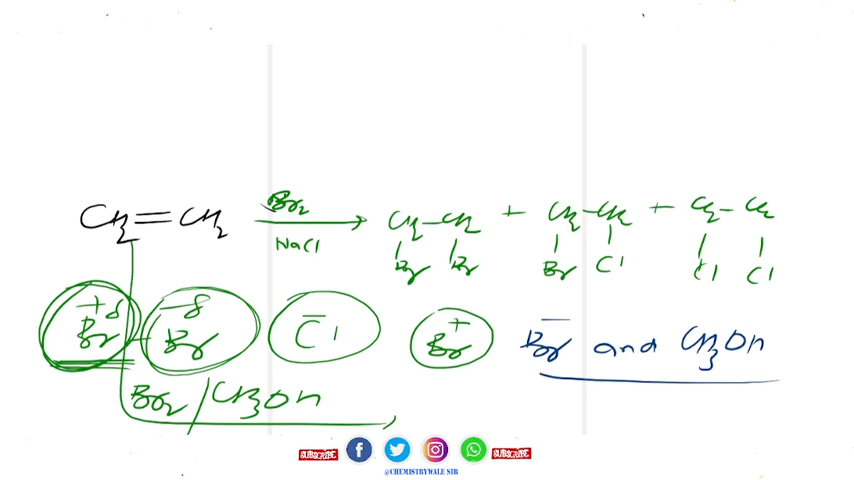 CH2=CH2 Br2 NaCl CH2-CH2 + CH2-CH2 + CH2-CH2
Br Br Br Cl Cl Cl
+δ Br - -δ Br Cl- Br+ Br- and CH3OH
Br2/CH3OH
SUBSCRIBE SUBSCRIBE
@CHEMISTRYWALE SIR